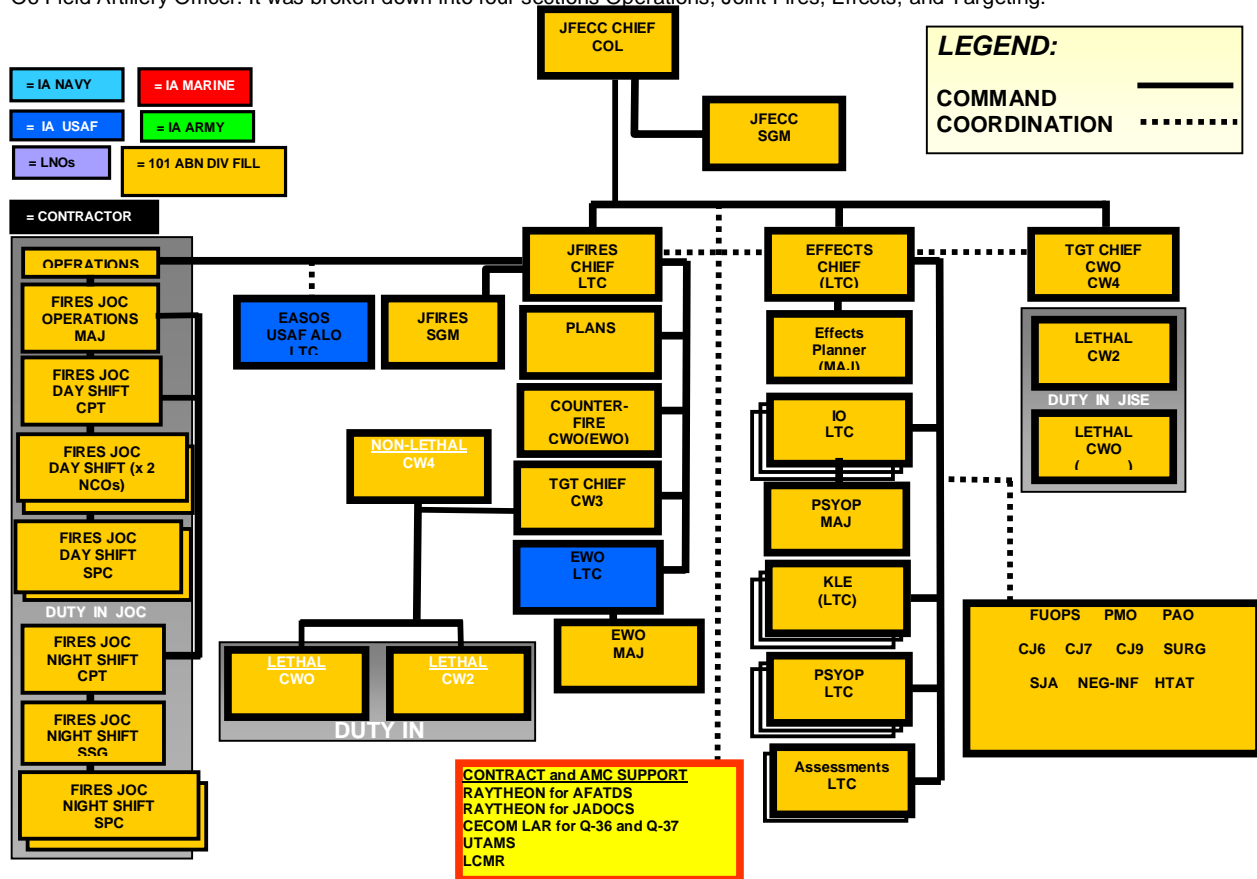 O6 Field Artillery Officer. It was broken down into four sections Operations, Joint Fires, Effects, and Targeting.
JFECC CHIEF
COL
LEGEND:
COMMAND
COORDINATION
= IA NAVY
= IA MARINE
= IA USAF
= IA ARMY
= LNOs
= 101 ABN DIV FILL
= CONTRACTOR
JFECC
SGM
OPERATIONS
FIRES JOC
OPERATIONS
MAJ
FIRES JOC
DAY SHIFT
CPT
FIRES JOC
DAY SHIFT (x 2
NCOs)
FIRES JOC
DAY SHIFT
SPC
DUTY IN JOC
FIRES JOC
NIGHT SHIFT
CPT
FIRES JOC
NIGHT SHIFT
SSG
FIRES JOC
NIGHT SHIFT
SPC
EASOS
USAF ALO
LTC
JFIRES
SGM
JFIRES
CHIEF
LTC
PLANS
COUNTER-
FIRE
CWO(EWO)
TGT CHIEF
CW3
EWO
LTC
EWO
MAJ
NON-LETHAL
CW4
LETHAL
CWO
LETHAL
CW2
DUTY IN
EFFECTS
CHIEF
(LTC)
Effects
Planner
(MAJ)
IO
LTC
PSYOP
MAJ
KLE
(LTC)
PSYOP
LTC
Assessments
LTC
TGT CHIEF
CWO
CW4
LETHAL
CW2
DUTY IN JISE
LETHAL
CWO
FUOPS PMO PAO
CJ6 CJ7 CJ9 SURG
SJA NEG-INF HTAT
CONTRACT and AMC SUPPORT
RAYTHEON for AFATDS
RAYTHEON for JADOCS
CECOM LAR for Q-36 and Q-37
UTAMS
LCMR